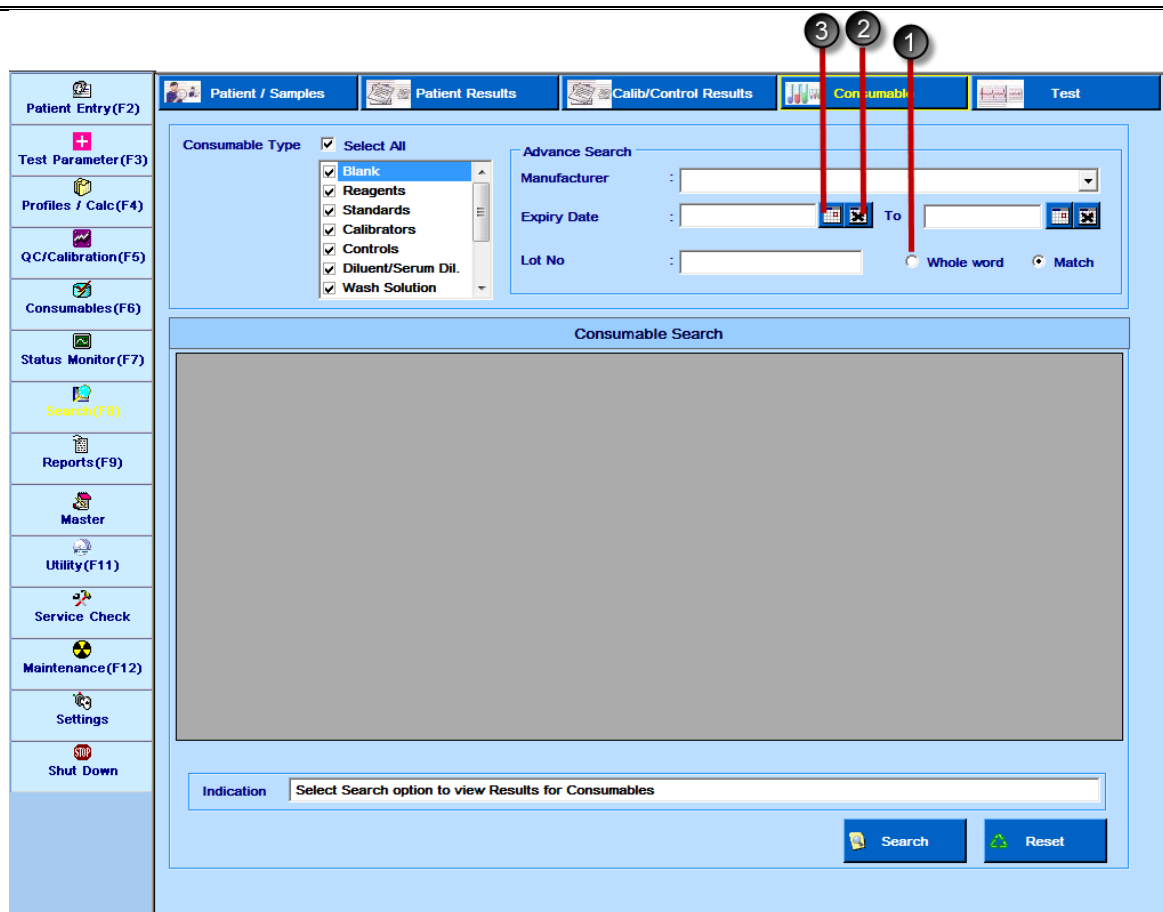 3 2 1
Patient Entry(F2)
Test Parameter(F3)
Profiles / Calc(F4)
QC/Calibration(F5)
Consumables(F6)
Status Monitor(F7)
Search(F8)
Reports(F9)
Master
Utility(F11)
Service Check
Maintenance(F12)
Settings
STOP
Shut Down
Patient / Samples Patient Results Calib/Control Results Consumable Test
Consumable Type Select All
Blank
Reagents
Standards
Calibrators
Controls
Diluent/Serum Dil.
Wash Solution
Advance Search
Manufacturer :
Expiry Date : To
Lot No : Whole word Match
Consumable Search
Indication Select Search option to view Results for Consumables
Search Reset